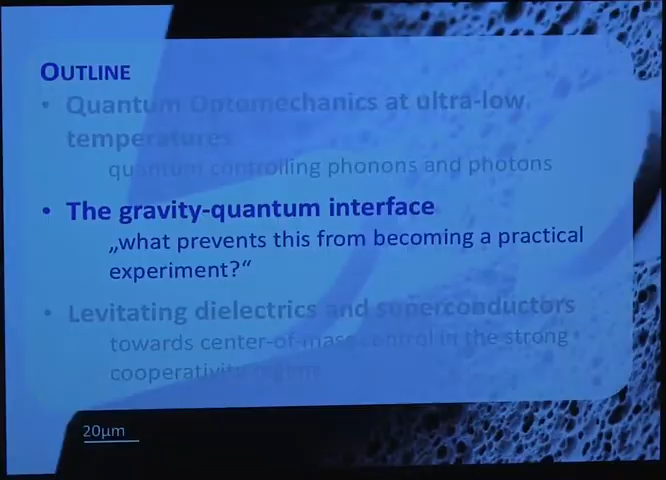 OUTLINE
• Quantum Optomechanics at ultra-low
temperatures
quantum controlling phonons and photons
• The gravity-quantum interface
„what prevents this from becoming a practical
experiment?“
• Levitating dielectrics and superconductors
towards center-of-mass control in the strong
cooperativity regime
20µm